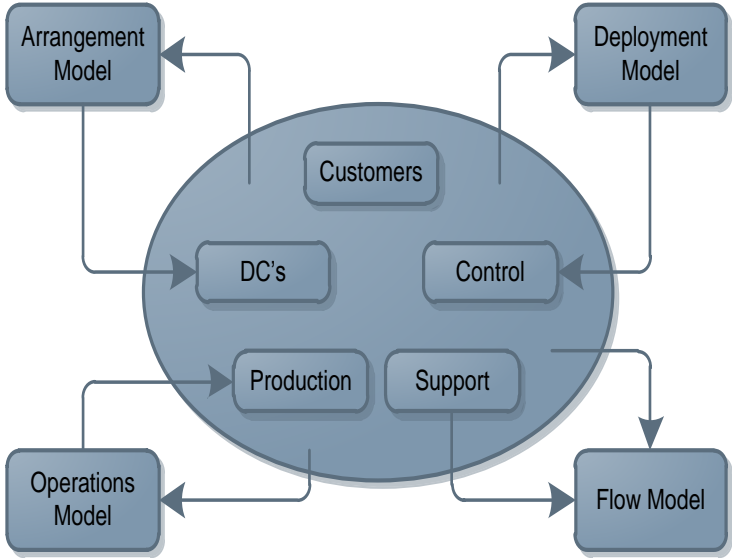 Arrangement
Model
Deployment
Model
Customers
DC's
Control
Production
Support
Operations
Model
Flow Model